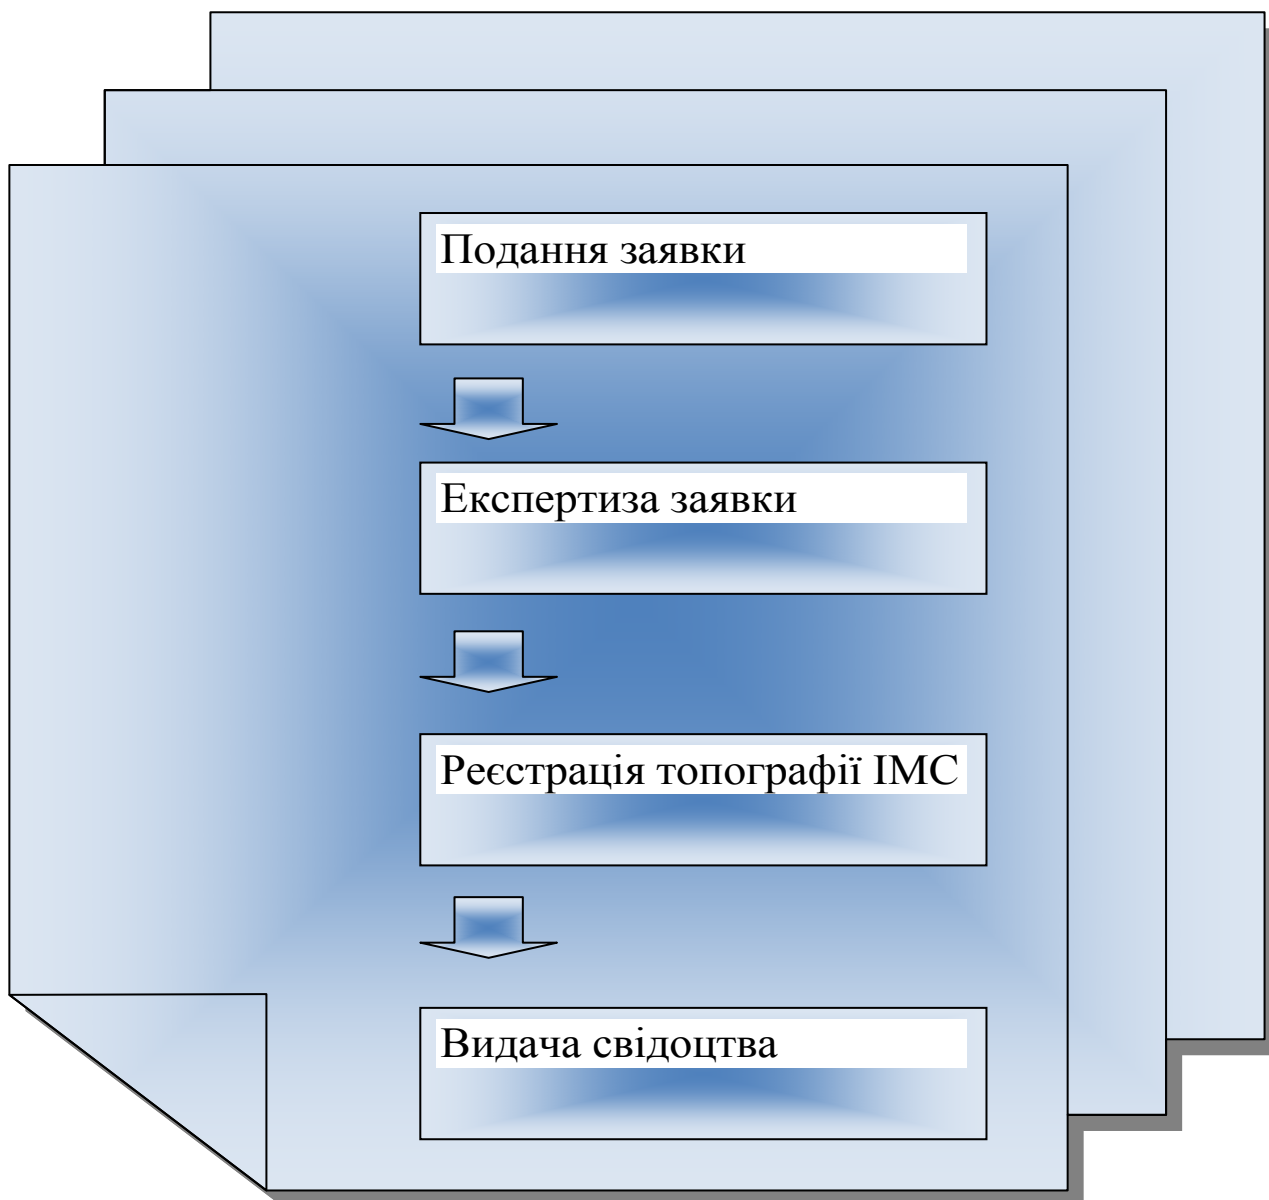 Подання заявки
Експертиза заявки
Реєстрація топографії ІМС
Видача свідоцтва